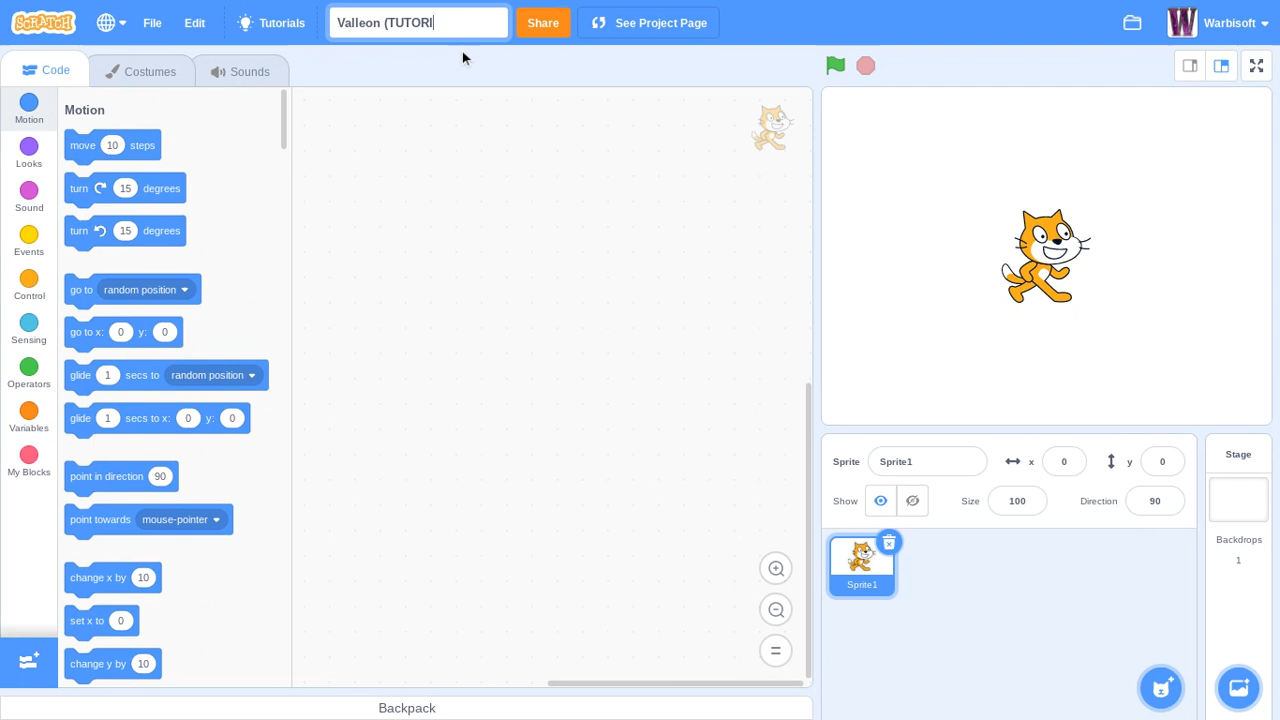 SCRATCH
File
Edit
Tutorials
Valleon (TUTORI
Share
See Project Page
Warbisoft
Code
Costumes
Sounds
Motion
Looks
Sound
Events
Control
Sensing
Operators
Variables
My Blocks
Motion
move 10 steps
turn 15 degrees
turn 15 degrees
go to random position
go to x: 0 y: 0
glide 1 secs to random position
glide 1 secs to x: 0 y: 0
point in direction 90
point towards mouse-pointer
change x by 10
set x to 0
change y by 10
Backpack
Sprite Sprite1 x 0 y 0
Show Size 100 Direction 90
Sprite1
Stage
Backdrops
1